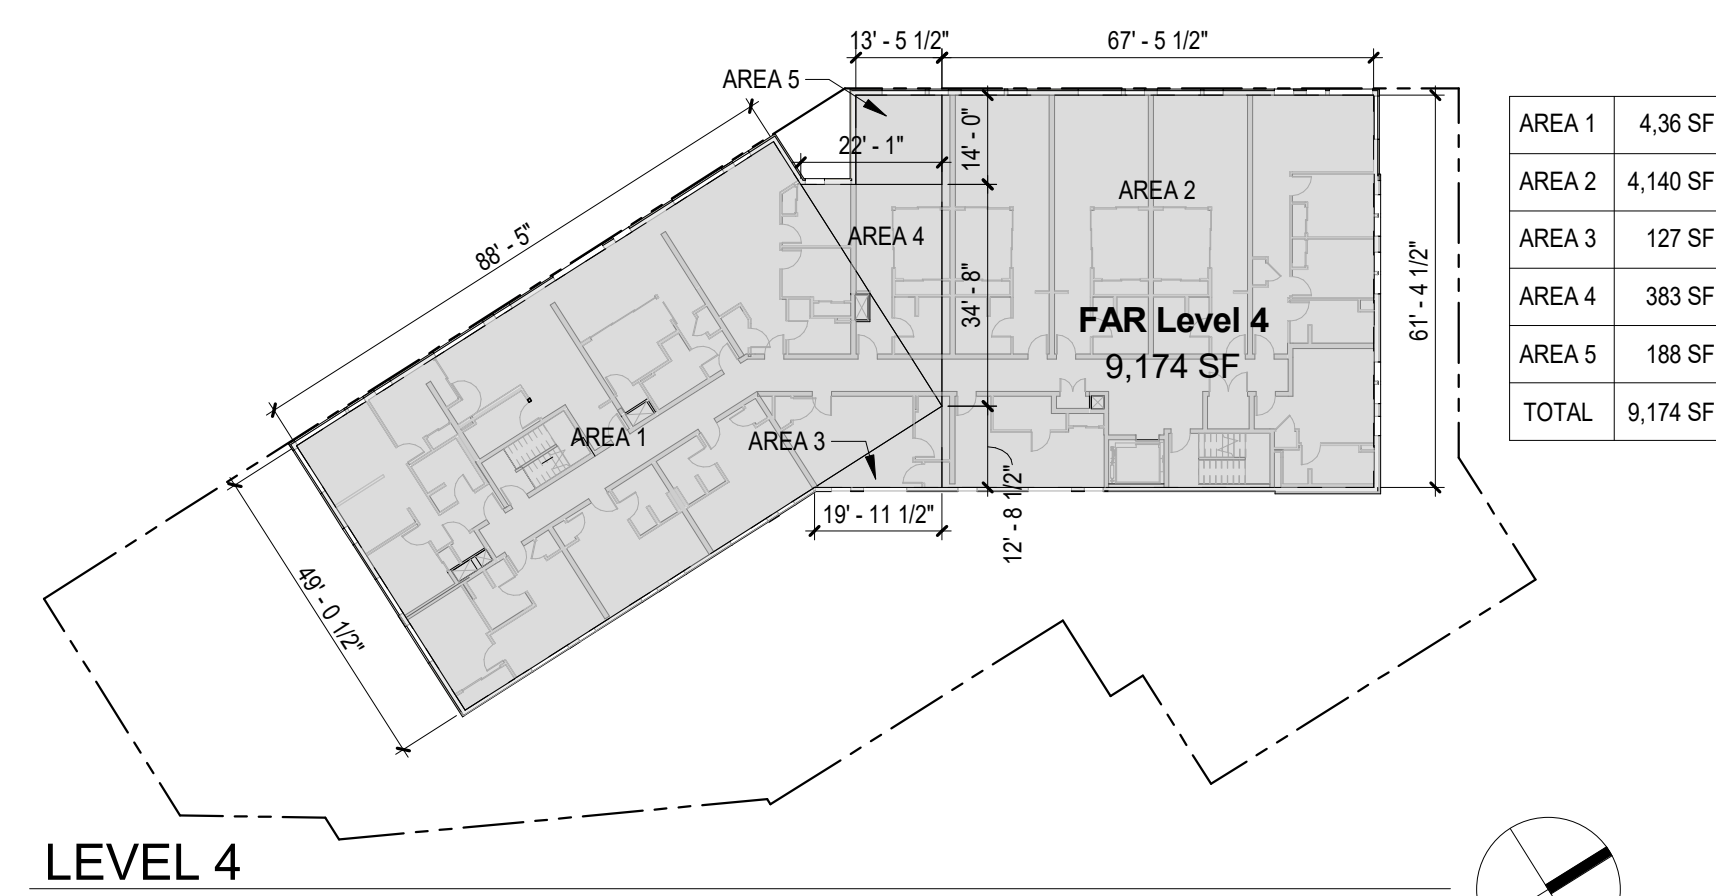 13' - 5 1/2"
67' - 5 1/2"
AREA 5
22' - 1"
14' - 0"
AREA 2
88' - 5"
AREA 4
34' - 8"
61' - 4 1/2"
FAR Level 4
9,174 SF
AREA 1
AREA 3
19' - 11 1/2"
12' - 8 1/2"
49' - 0 1/2"
AREA 1 4,36 SF
AREA 2 4,140 SF
AREA 3 127 SF
AREA 4 383 SF
AREA 5 188 SF
TOTAL 9,174 SF
LEVEL 4